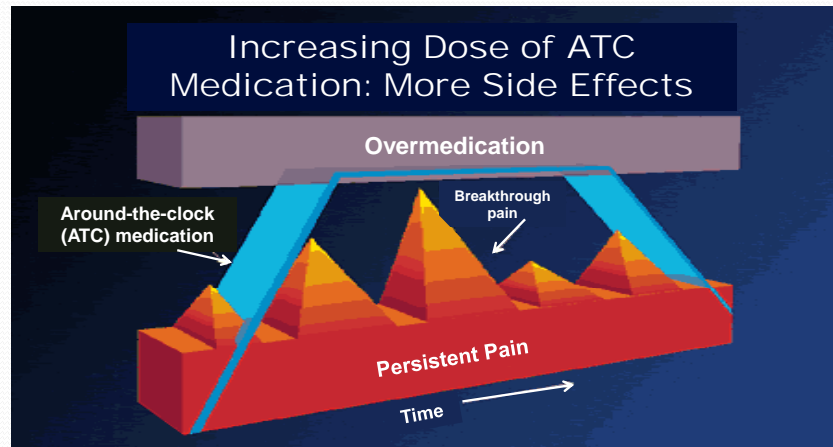 Increasing Dose of ATC
Medication: More Side Effects
Overmedication
Around-the-clock
(ATC) medication
Breakthrough
pain
Persistent Pain
Time